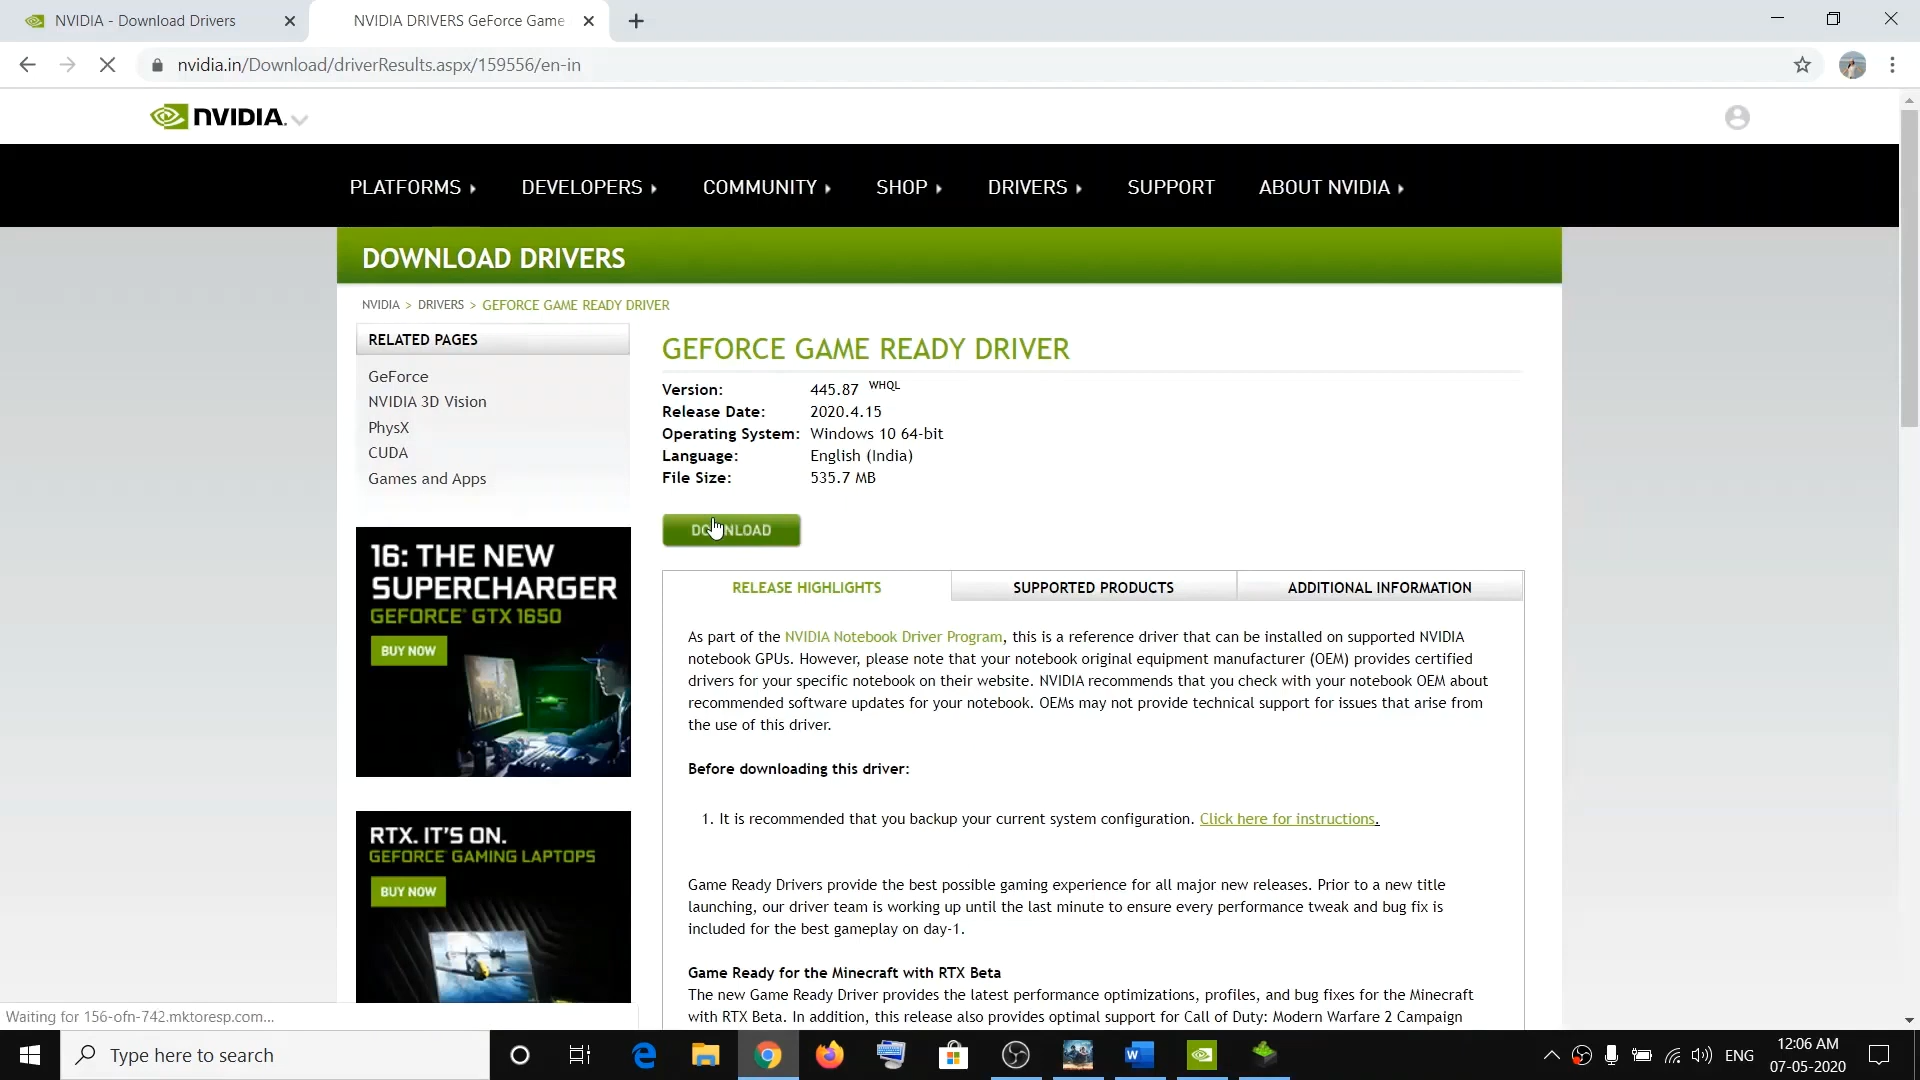 NVIDIA - Download Drivers
NVIDIA DRIVERS GeForce Game
nvidia.in/Download/driverResults.aspx/159556/en-in
NVIDIA.
PLATFORMS DEVELOPERS COMMUNITY SHOP DRIVERS SUPPORT ABOUT NVIDIA
DOWNLOAD DRIVERS
NVIDIA > DRIVERS > GEFORCE GAME READY DRIVER
RELATED PAGES
GeForce
NVIDIA 3D Vision
PhysX
CUDA
Games and Apps
16: THE NEW
SUPERCHARGER
GEFORCE® GTX 1650
BUY NOW
RTX. IT'S ON.
GEFORCE® GAMING LAPTOPS
BUY NOW
GEFORCE GAME READY DRIVER
Version: 445.87 WHQL
Release Date: 2020.4.15
Operating System: Windows 10 64-bit
Language: English (India)
File Size: 535.7 MB
DOWNLOAD
RELEASE HIGHLIGHTS SUPPORTED PRODUCTS ADDITIONAL INFORMATION
As part of the NVIDIA Notebook Driver Program, this is a reference driver that can be installed on supported NVIDIA
notebook GPUs. However, please note that your notebook original equipment manufacturer (OEM) provides certified
drivers for your specific notebook on their website. NVIDIA recommends that you check with your notebook OEM about
recommended software updates for your notebook. OEMs may not provide technical support for issues that arise from
the use of this driver.
Before downloading this driver:
1. It is recommended that you backup your current system configuration. Click here for instructions.
Game Ready Drivers provide the best possible gaming experience for all major new releases. Prior to a new title
launching, our driver team is working up until the last minute to ensure every performance tweak and bug fix is
included for the best gameplay on day-1.
Game Ready for the Minecraft with RTX Beta
The new Game Ready Driver provides the latest performance optimizations, profiles, and bug fixes for the Minecraft
with RTX Beta. In addition, this release also provides optimal support for Call of Duty: Modern Warfare 2 Campaign
Waiting for 156-ofn-742.mktoresp.com...
Type here to search
ENG
12:06 AM
07-05-2020